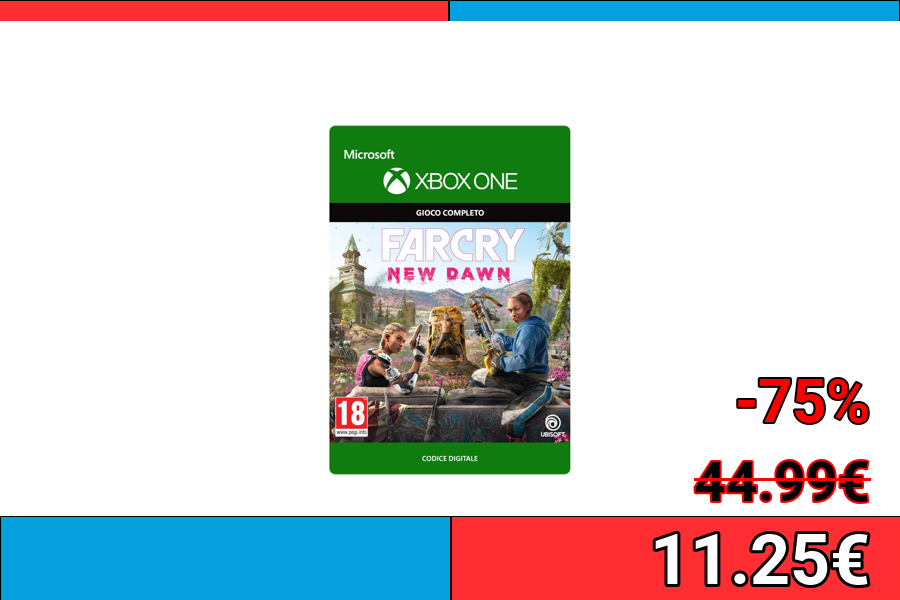 Microsoft
XBOX ONE
GIOCO COMPLETO
FARCRY
NEW DAWN
18
www.pegi.info
UBISOFT
CODICE DIGITALE
-75%
44.99€
11.25€